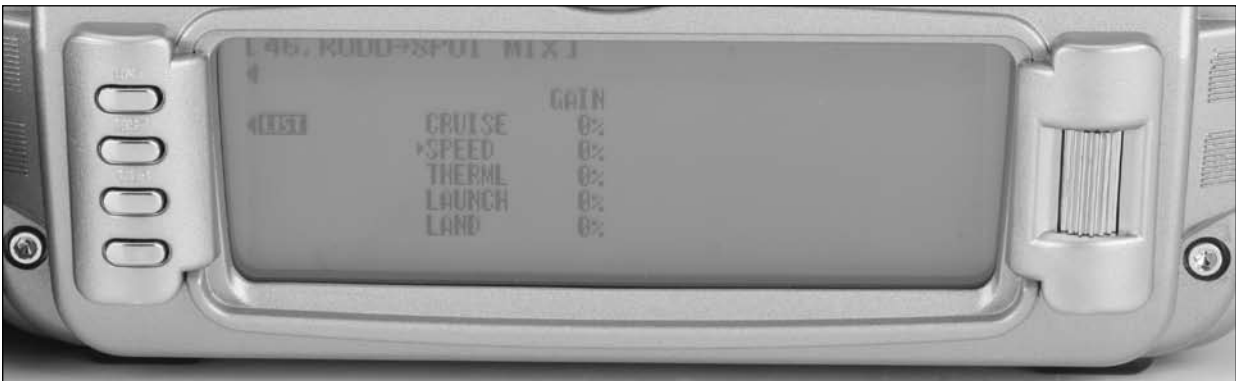 [46.RUDD→SPOI MIX]
GAIN
LIST CRUISE 0%
SPEED 0%
THERML 0%
LAUNCH 0%
LAND 0%